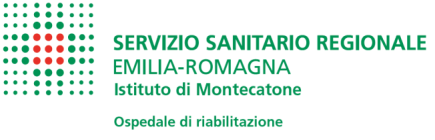 SERVIZIO SANITARIO REGIONALE
EMILIA-ROMAGNA
Istituto di Montecatone
Ospedale di riabilitazione